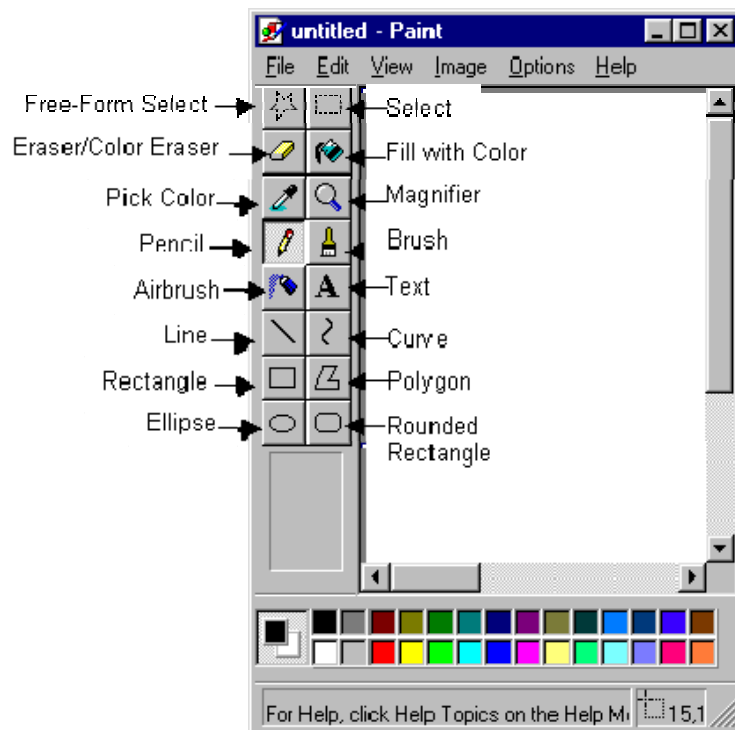 untitled - Paint
File Edit View Image Options Help
Free-Form Select
Select
Eraser/Color Eraser
Fill with Color
Pick Color
Magnifier
Pencil
Brush
Airbrush
A
Text
Line
Curve
Rectangle
Polygon
Ellipse
Rounded
Rectangle
For Help, click Help Topics on the Help M
15,1